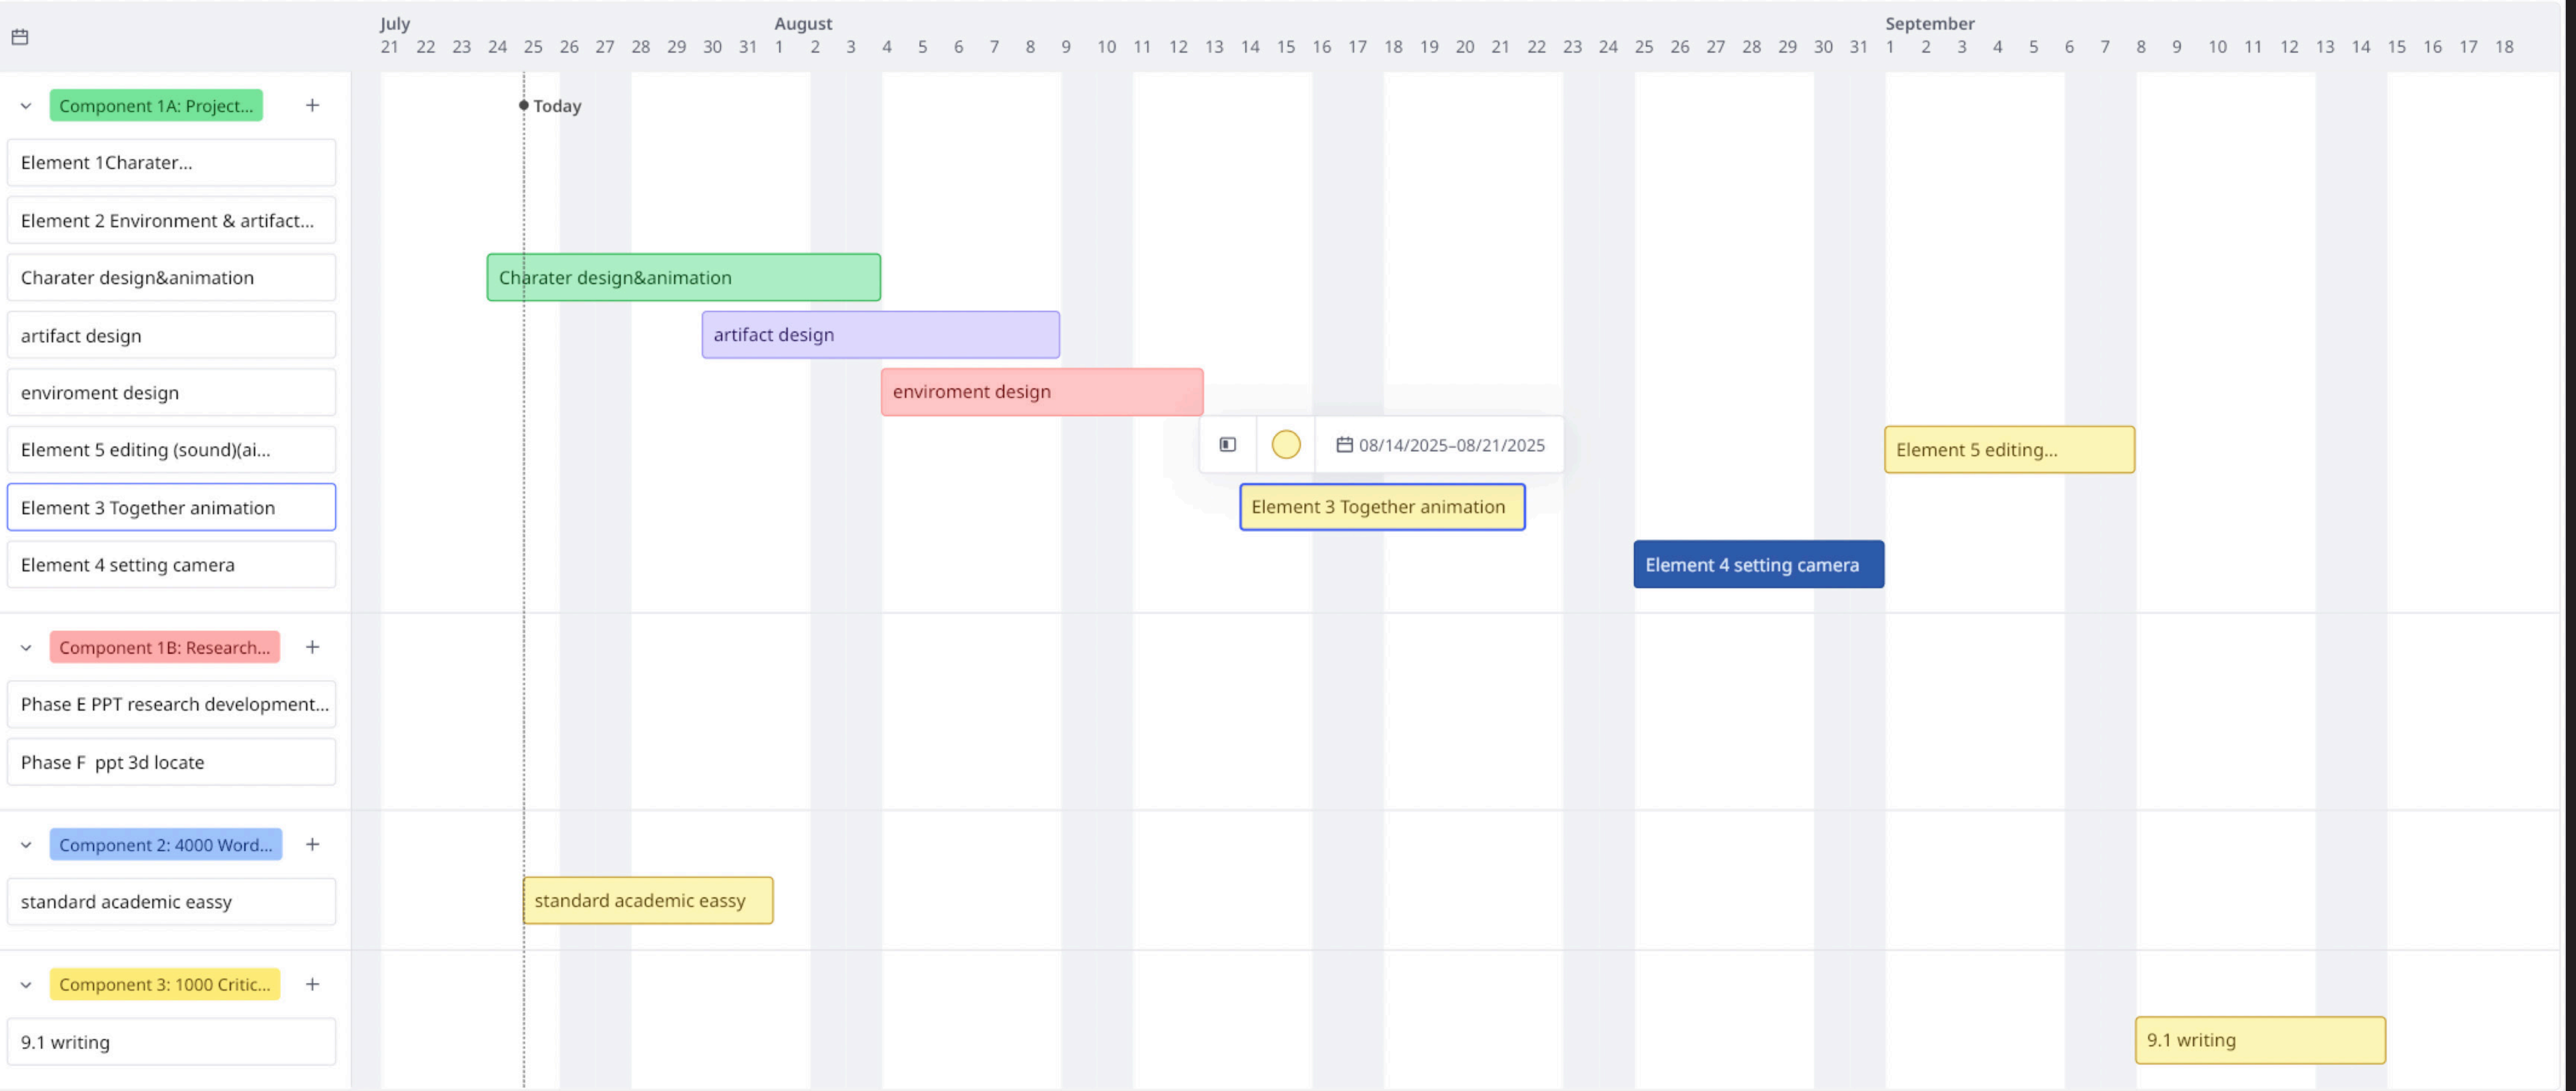 July August September
21 22 23 24 25 26 27 28 29 30 31 1 2 3 4 5 6 7 8 9 10 11 12 13 14 15 16 17 18 19 20 21 22 23 24 25 26 27 28 29 30 31 1 2 3 4 5 6 7 8 9 10 11 12 13 14 15 16 17 18
Component 1A: Project... +
Today
Element 1Charater...
Element 2 Environment & artifact...
Charater design&animation
Charater design&animation
artifact design
artifact design
enviroment design
enviroment design
08/14/2025–08/21/2025
Element 5 editing (sound)(ai...
Element 5 editing...
Element 3 Together animation
Element 3 Together animation
Element 4 setting camera
Element 4 setting camera
Component 1B: Research... +
Phase E PPT research development...
Phase F  ppt 3d locate
Component 2: 4000 Word... +
standard academic eassy
standard academic eassy
Component 3: 1000 Critic... +
9.1 writing
9.1 writing